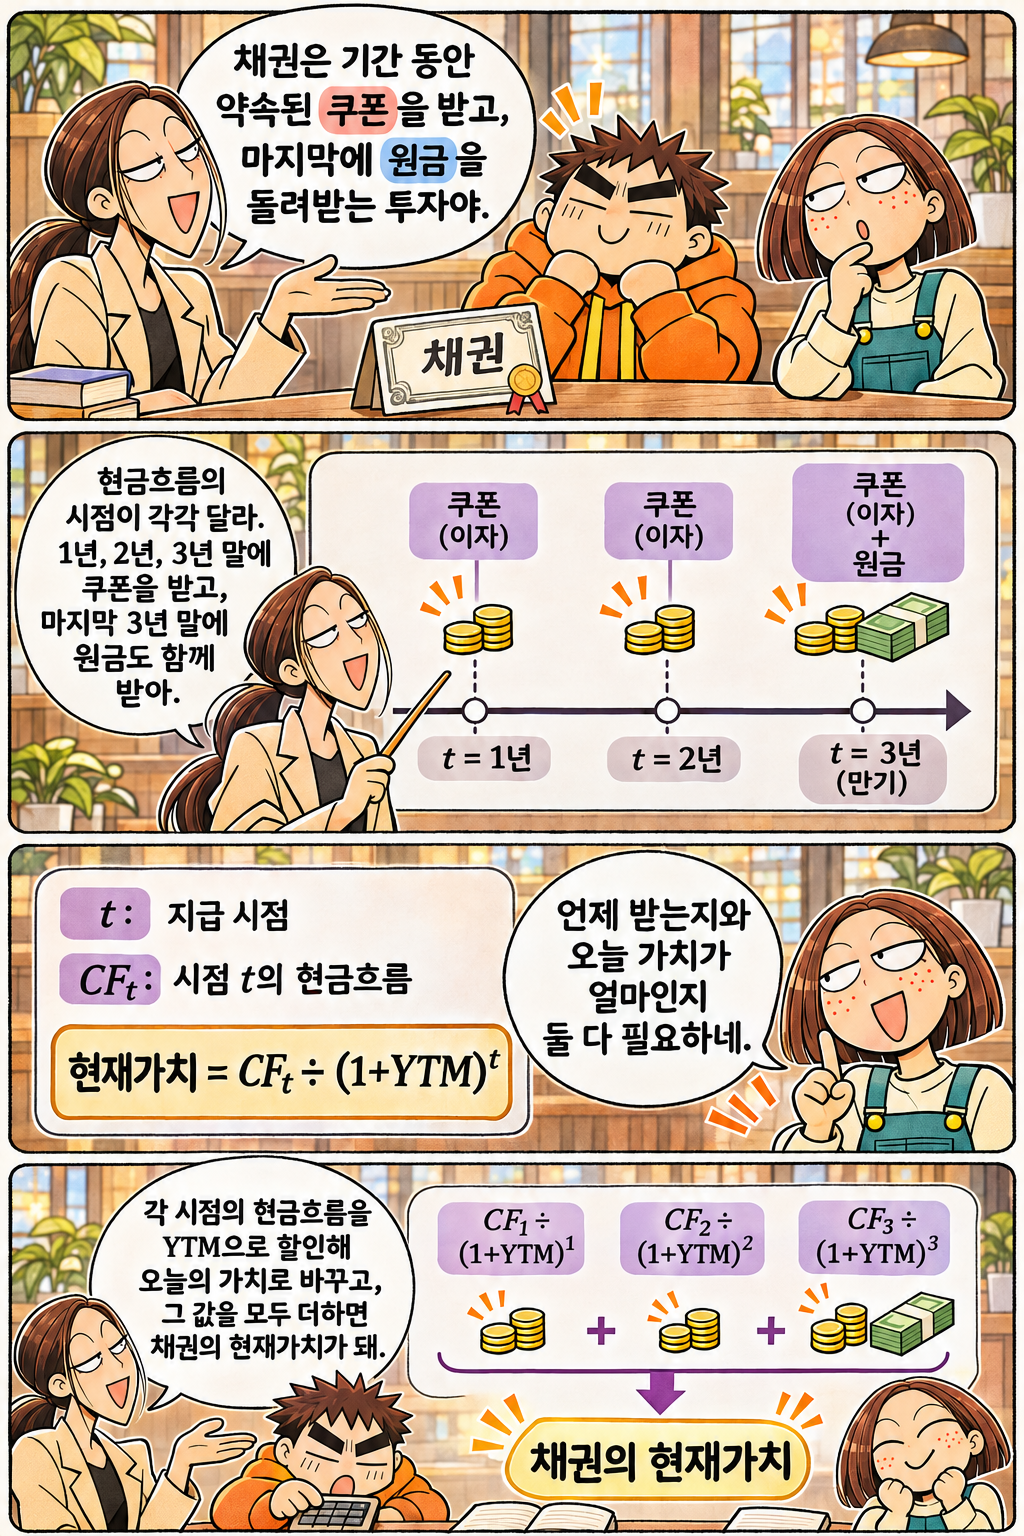 채권은 기간 동안
약속된 쿠폰을 받고,
마지막에 원금을
돌려받는 투자야.
채권
현금흐름의
시점이 각각 달라.
1년, 2년, 3년 말에
쿠폰을 받고,
마지막 3년 말에
원금도 함께
받아.
쿠폰
(이자)
쿠폰
(이자)
쿠폰
(이자)
+
원금
t = 1년
t = 2년
t = 3년
(만기)
t : 지급 시점
CFₜ : 시점 t의 현금흐름
현재가치 = CFₜ ÷ (1+YTM)ᵗ
언제 받는지와
오늘 가치가
얼마인지
둘 다 필요하네.
각 시점의 현금흐름을
YTM으로 할인해
오늘의 가치로 바꾸고,
그 값을 모두 더하면
채권의 현재가치가 돼.
CF₁ ÷
(1+YTM)¹
CF₂ ÷
(1+YTM)²
CF₃ ÷
(1+YTM)³
+ +
채권의 현재가치